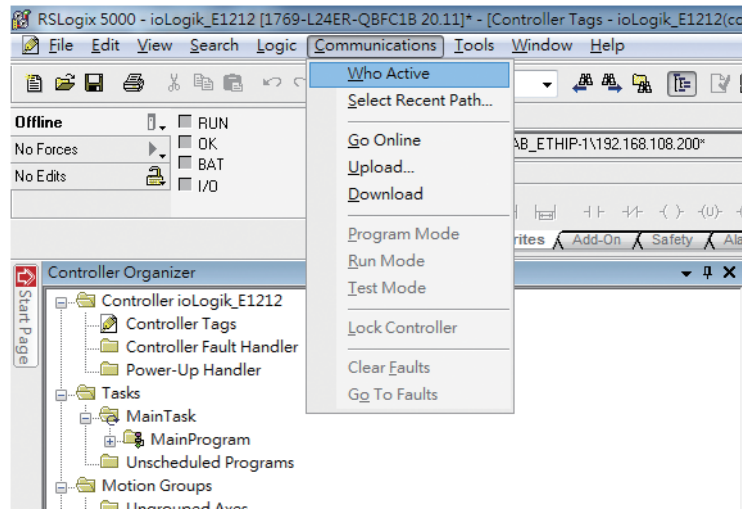 RSLogix 5000 - ioLogik_E1212 [1769-L24ER-QBFC1B 20.11]* - [Controller Tags - ioLogik_E1212(co
File Edit View Search Logic Communications Tools Window Help
Who Active
Select Recent Path...
Go Online
Upload...
Download
Program Mode
Run Mode
Test Mode
Lock Controller
Clear Faults
Go To Faults
Offline
RUN
No Forces
OK
AB_ETHIP-1\192.168.108.200*
No Edits
BAT
I/O
rites Add-On Safety Ala
Start Page
Controller Organizer
Controller ioLogik_E1212
Controller Tags
Controller Fault Handler
Power-Up Handler
Tasks
MainTask
MainProgram
Unscheduled Programs
Motion Groups
Ungrouped Axes